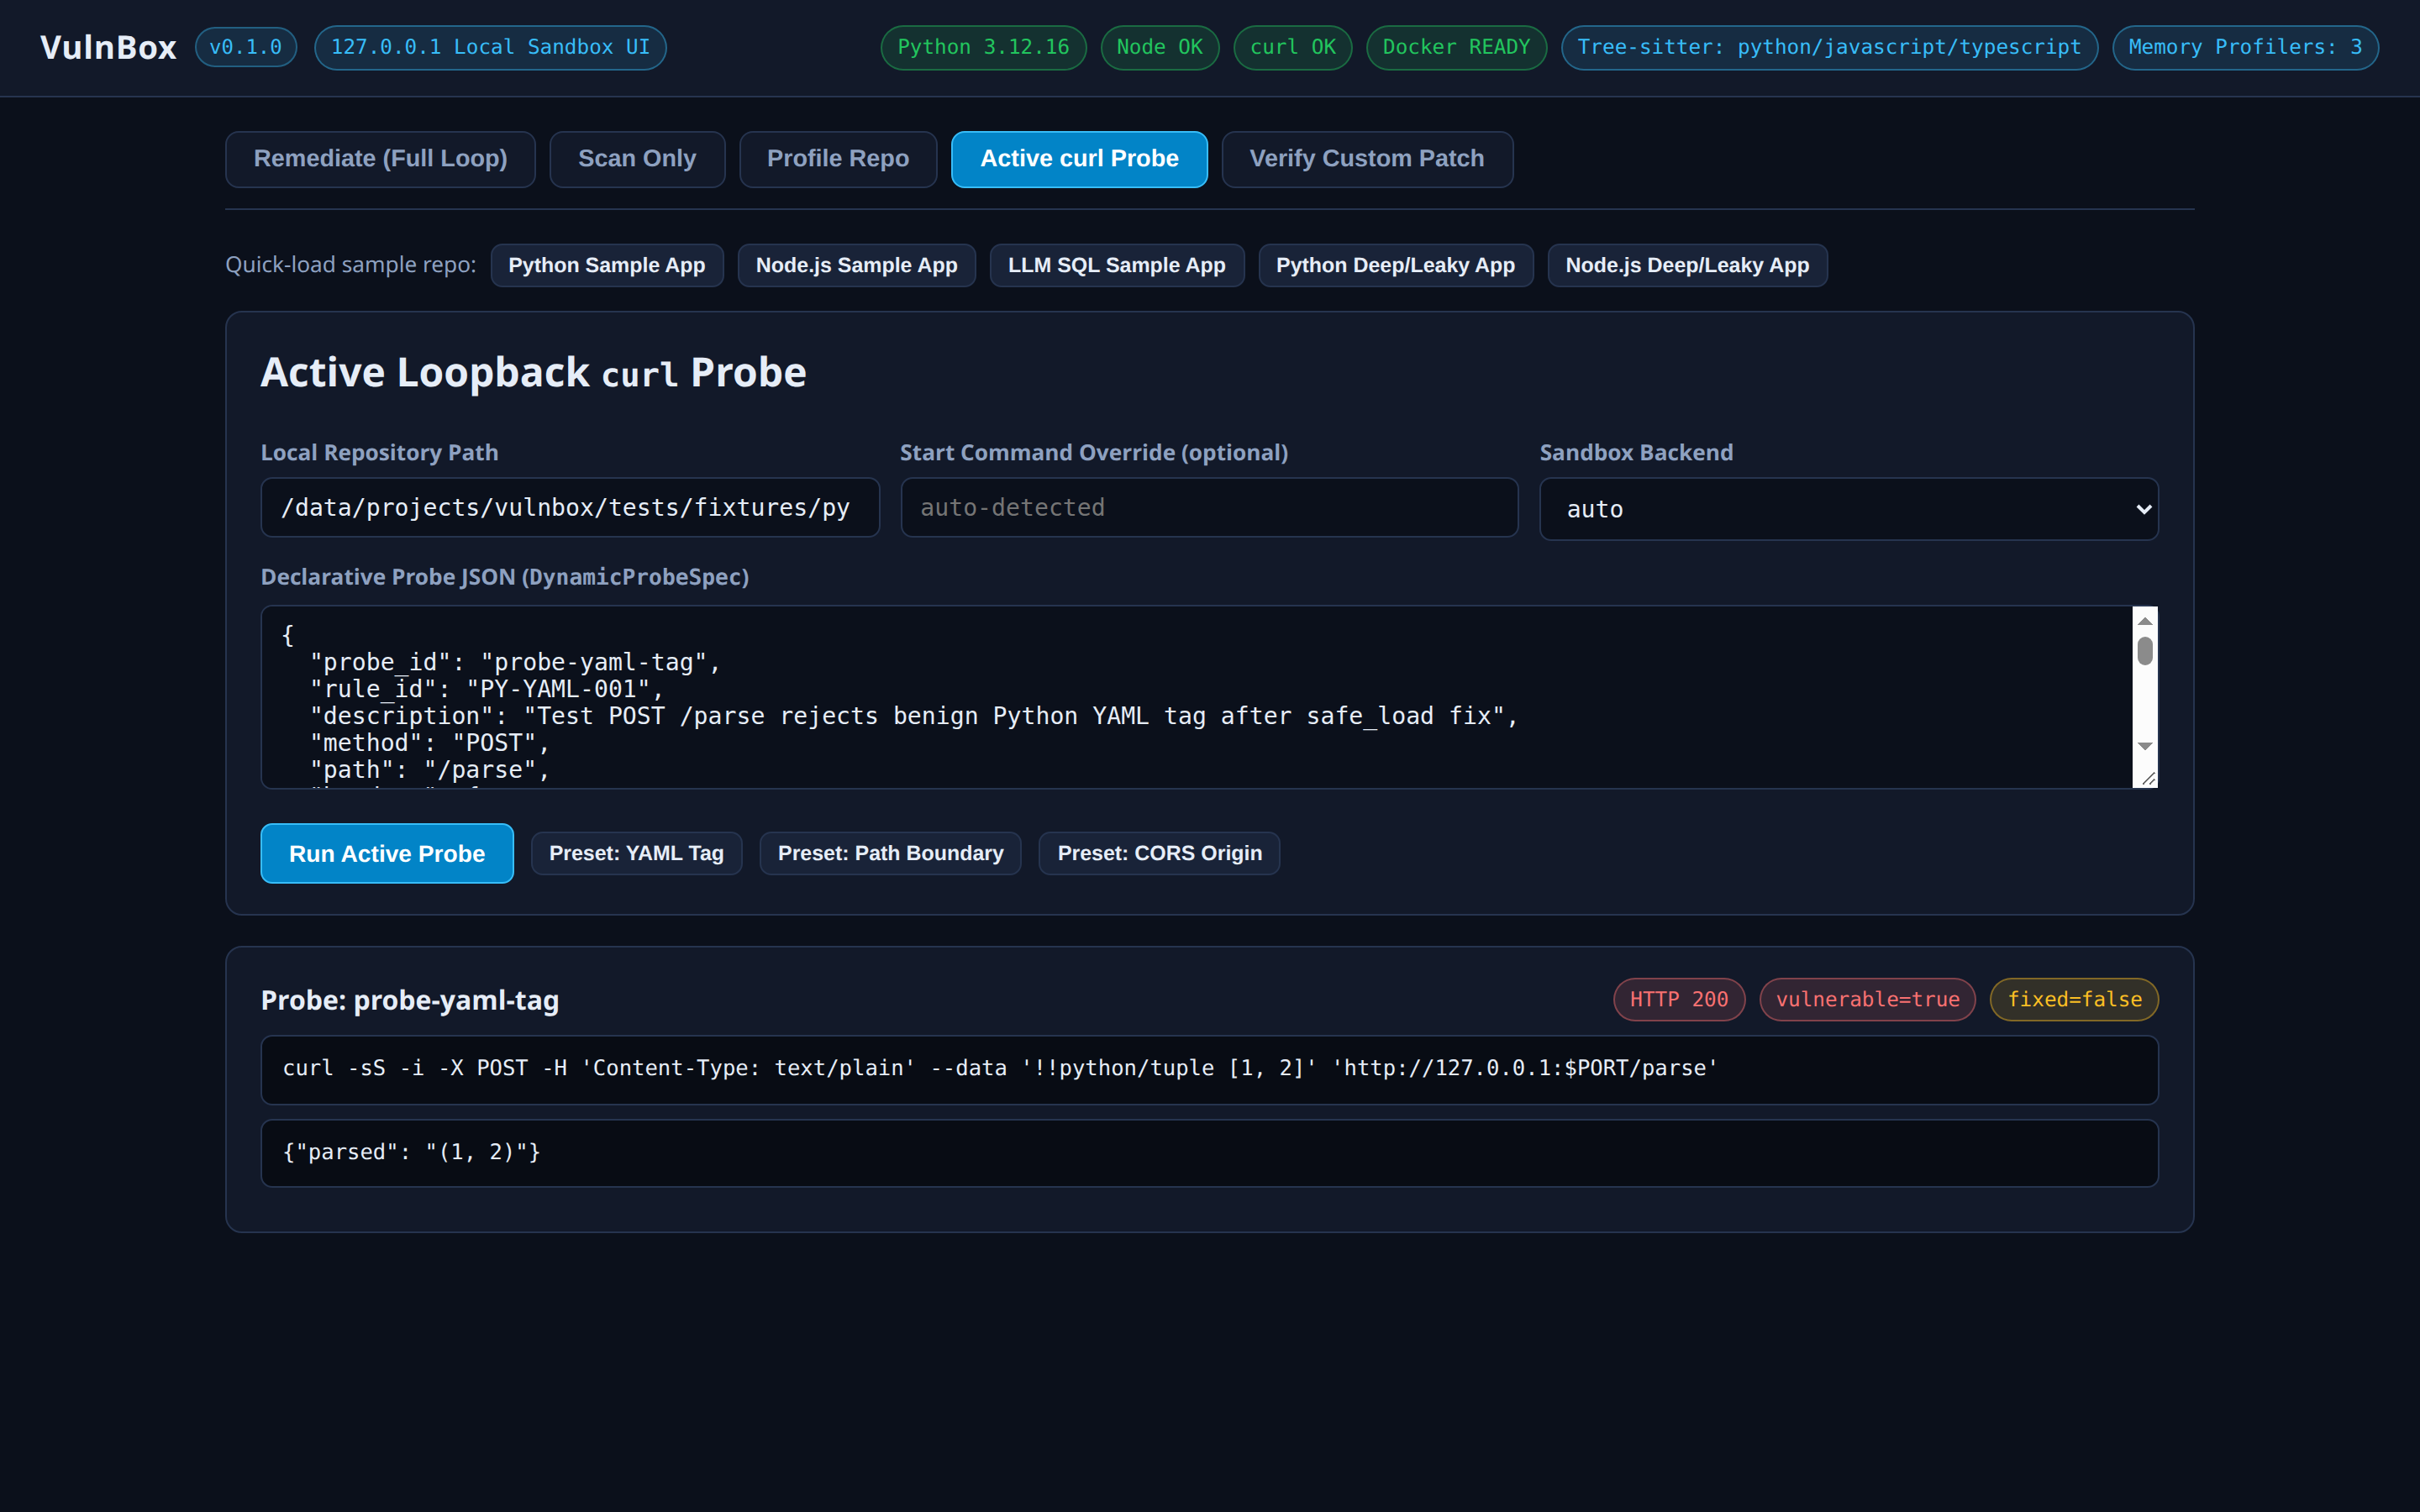 VulnBox v0.1.0 127.0.0.1 Local Sandbox UI Python 3.12.16 Node OK curl OK Docker READY Tree-sitter: python/javascript/typescript Memory Profilers: 3
Remediate (Full Loop) Scan Only Profile Repo Active curl Probe Verify Custom Patch
Quick-load sample repo: Python Sample App Node.js Sample App LLM SQL Sample App Python Deep/Leaky App Node.js Deep/Leaky App
Active Loopback curl Probe
Local Repository Path Start Command Override (optional) Sandbox Backend
/data/projects/vulnbox/tests/fixtures/py auto-detected auto
Declarative Probe JSON (DynamicProbeSpec)
{
  "probe_id": "probe-yaml-tag",
  "rule_id": "PY-YAML-001",
  "description": "Test POST /parse rejects benign Python YAML tag after safe_load fix",
  "method": "POST",
  "path": "/parse",
Run Active Probe Preset: YAML Tag Preset: Path Boundary Preset: CORS Origin
Probe: probe-yaml-tag HTTP 200 vulnerable=true fixed=false
curl -sS -i -X POST -H 'Content-Type: text/plain' --data '!!python/tuple [1, 2]' 'http://127.0.0.1:$PORT/parse'
{"parsed": "(1, 2)"}